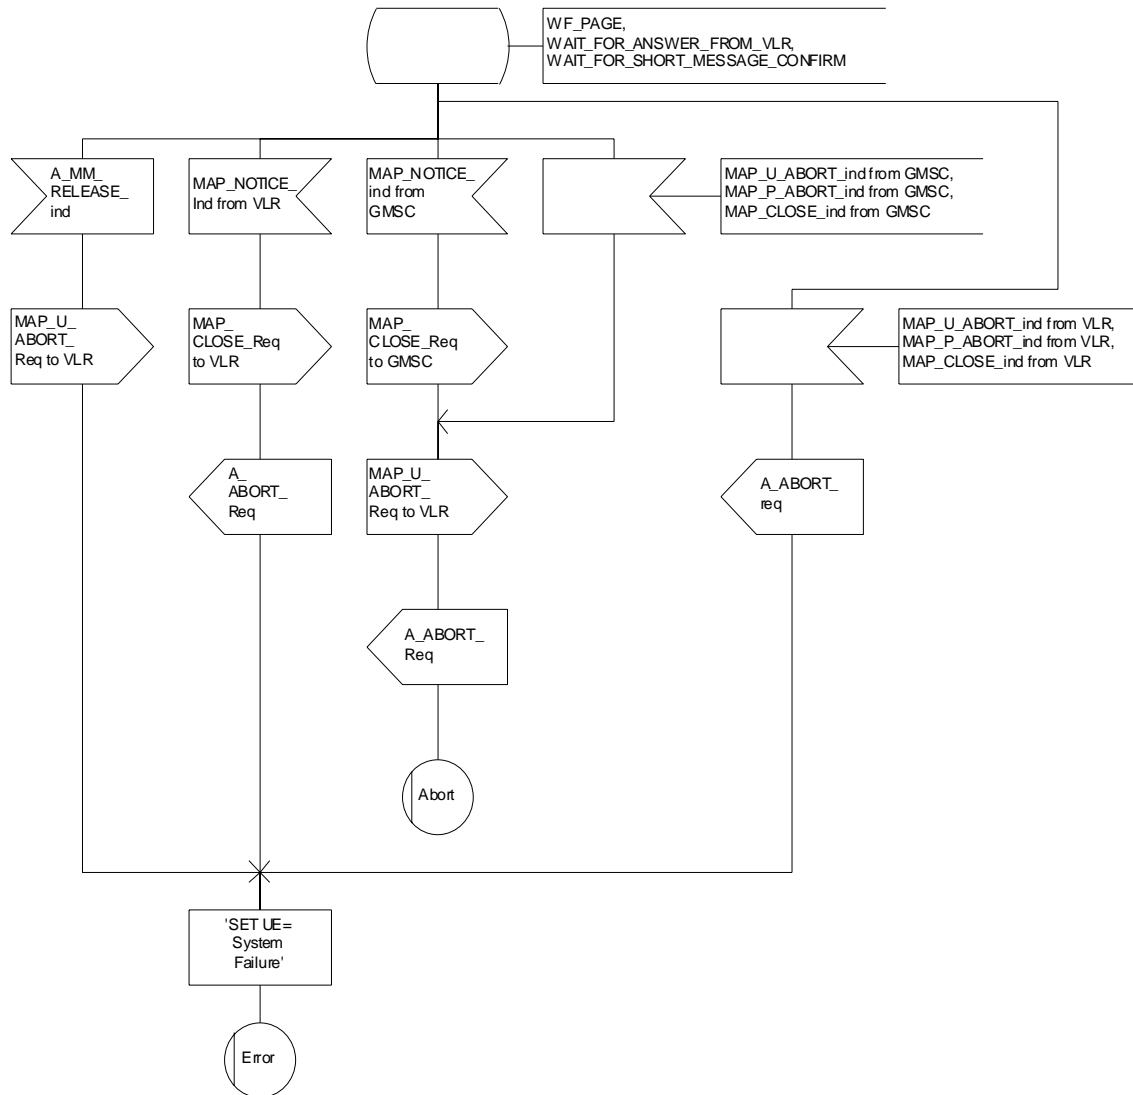 WF_PAGE,
WAIT_FOR_ANSWER_FROM_VLR,
WAIT_FOR_SHORT_MESSAGE_CONFIRM
A_MM_
RELEASE_
ind
MAP_NOTICE_
Ind from VLR
MAP_NOTICE_
ind from
GMSC
MAP_U_ABORT_ind from GMSC,
MAP_P_ABORT_ind from GMSC,
MAP_CLOSE_ind from GMSC
MAP_U_
ABORT_
Req to VLR
MAP_
CLOSE_Req
to VLR
MAP_
CLOSE_Req
to GMSC
MAP_U_ABORT_ind from VLR,
MAP_P_ABORT_ind from VLR,
MAP_CLOSE_ind from VLR
A_
ABORT_
Req
MAP_U_
ABORT_
Req to VLR
A_ABORT_
req
A_ABORT_
Req
Abort
'SET UE=
System
Failure'
Error